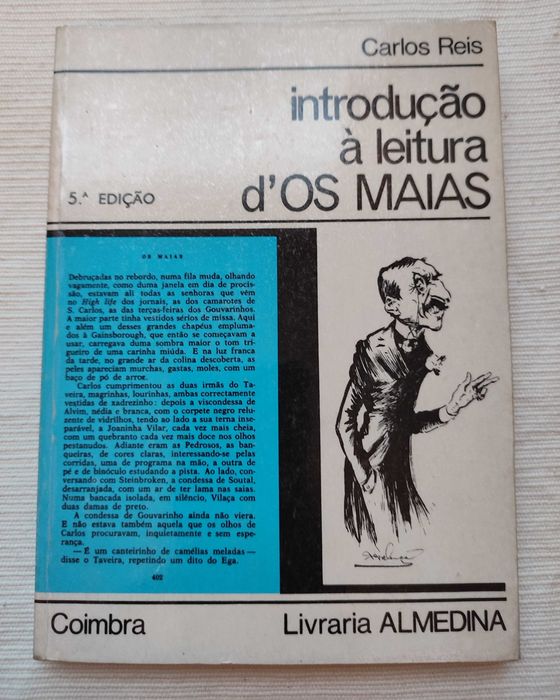 Carlos Reis
introdução
à leitura
d'OS MAIAS
5.ª EDIÇÃO
OS MAIAS
Debruçadas no rebordo, numa fila muda, olhando
vagamente, como duma janela em dia de procis-
são, estavam ali todas as senhoras que vêm
no High life dos jornais, as dos camarotes de
S. Carlos, as das terças-feiras dos Gouvarinhos.
A maior parte tinha vestidos sérios de missa. Aqui
e além um desses grandes chapéus empluma-
dos à Gainsborough, que então se começavam a
usar, carregava duma sombra maior o tom tri-
gueiro de uma carinha miúda. E na luz franca
da tarde, no grande ar da colina descoberta, as
peles apareciam murchas, gastas, moles, com um
baço de pó de arroz.
Carlos cumprimentou as duas irmãs do Ta-
veira, magrinhas, lourinhas, ambas correctamente
vestidas de xadrezinho: depois a viscondessa de
Alvim, nédia e branca, com o corpete negro relu-
zente de vidrilhos, tendo ao lado a sua terna inse-
parável, a Joaninha Vilar, cada vez mais cheia,
com um quebranto cada vez mais doce nos olhos
pestanudos. Adiante eram as Pedrosos, as ban-
queiras, de cores claras, interessando-se pelas
corridas, uma de programa na mão, a outra de
pé e de binóculo estudando a pista. Ao lado, con-
versando com Steinbroken, a condessa de Soutal,
desarranjada, com um ar de ter lama nas saias.
Numa bancada isolada, em silêncio, Vilaça com
duas damas de preto.
A condessa de Gouvarinho ainda não viera.
E não estava também aquela que os olhos de
Carlos procuravam, inquietamente e sem espe-
rança.
— É um canteirinho de camélias meladas —
disse o Taveira, repetindo um dito do Ega.
402
Coimbra
Livraria ALMEDINA